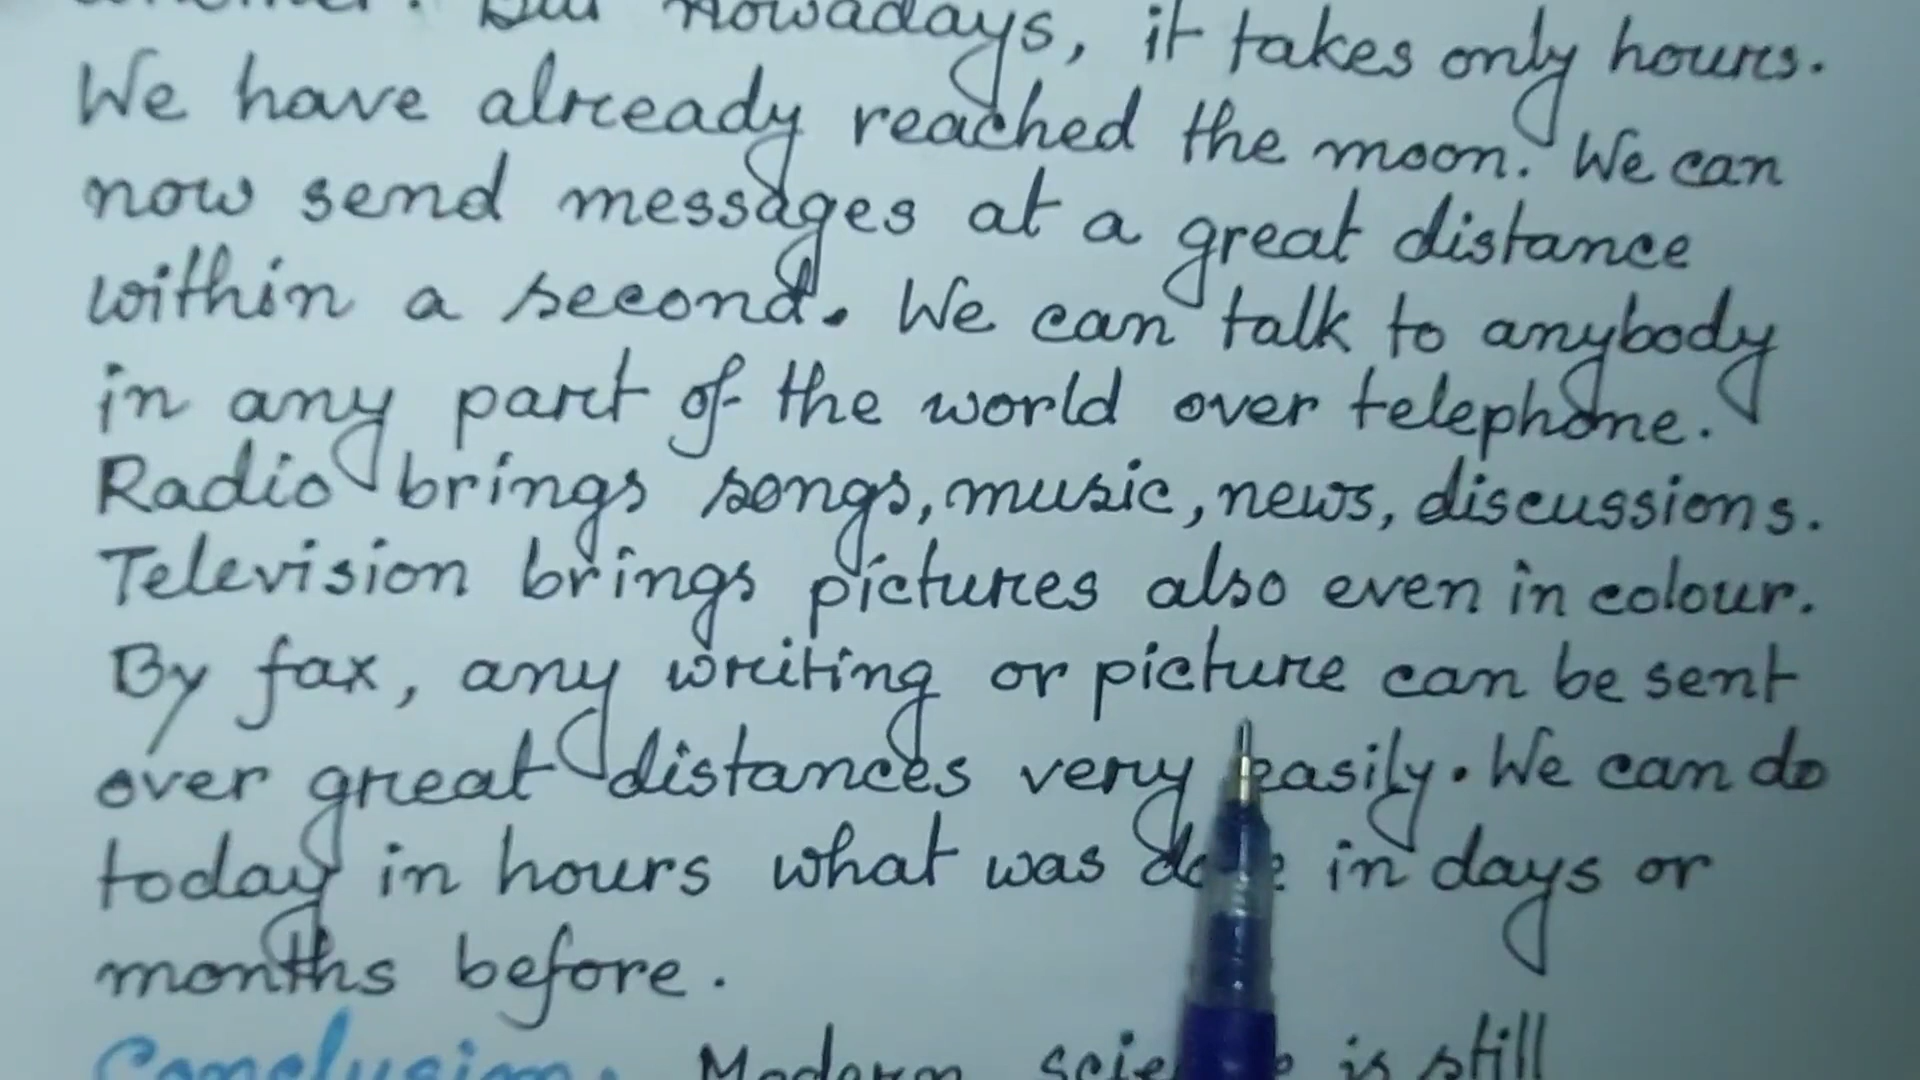 But nowadays, it takes only hours.
We have already reached the moon. We can
now send messages at a great distance
within a second. We can talk to anybody
in any part of the world over telephone.
Radio brings songs, music, news, discussions.
Television brings pictures also even in colour.
By fax, any writing or picture can be sent
over great distances very easily. We can do
today in hours what was done in days or
months before.
Conclusion: Modern science is still